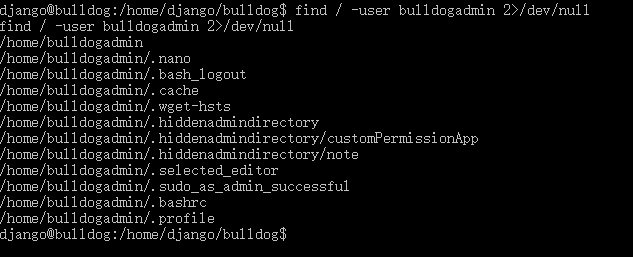 django@bulldog:/home/django/bulldog$ find / -user bulldogadmin 2>/dev/null
find / -user bulldogadmin 2>/dev/null
/home/bulldogadmin
/home/bulldogadmin/.nano
/home/bulldogadmin/.bash_logout
/home/bulldogadmin/.cache
/home/bulldogadmin/.wget-hsts
/home/bulldogadmin/.hiddenadmindirectory
/home/bulldogadmin/.hiddenadmindirectory/customPermissionApp
/home/bulldogadmin/.hiddenadmindirectory/note
/home/bulldogadmin/.selected_editor
/home/bulldogadmin/.sudo_as_admin_successful
/home/bulldogadmin/.bashrc
/home/bulldogadmin/.profile
django@bulldog:/home/django/bulldog$